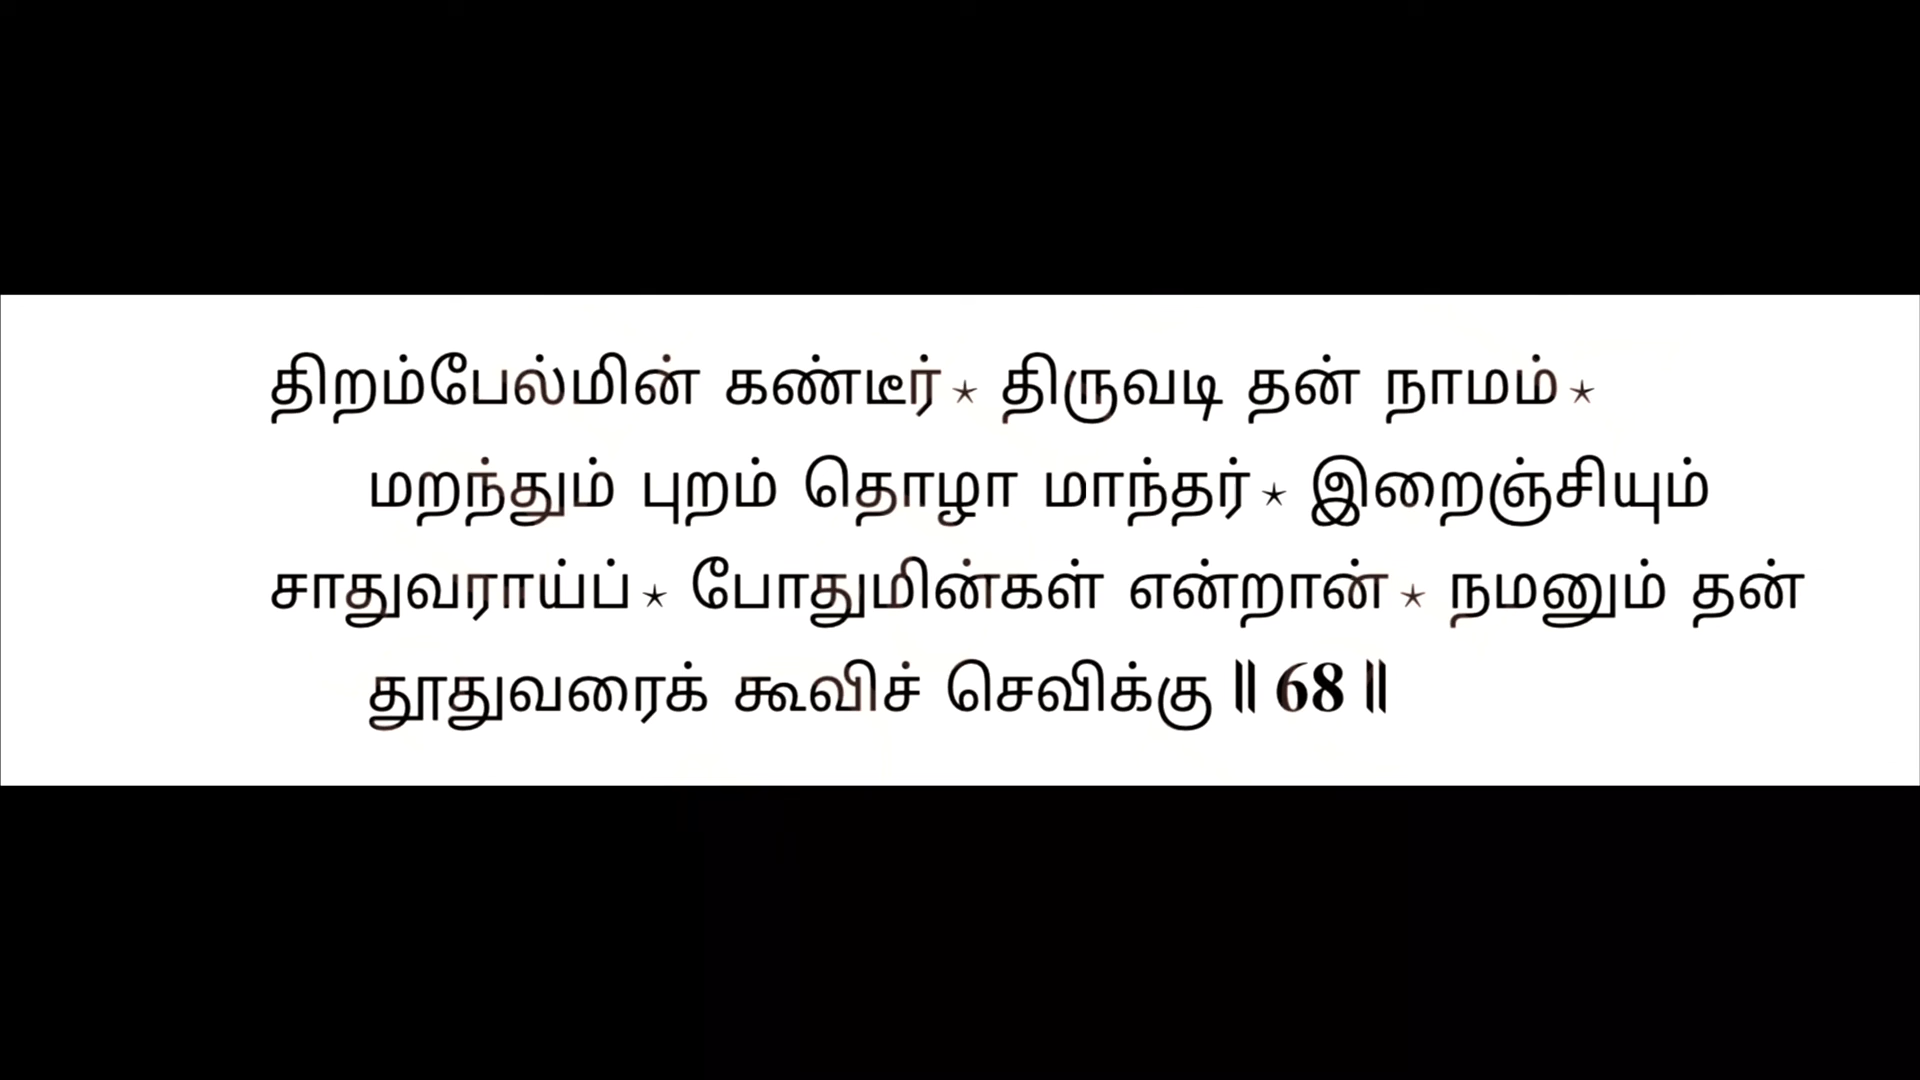 திறம்பேல்மின் கண்டீர் ⋆ திருவடி தன் நாமம் ⋆
மறந்தும் புறம் தொழா மாந்தர் ⋆ இறைஞ்சியும்
சாதுவராய்ப் ⋆ போதுமின்கள் என்றான் ⋆ நமனும் தன்
தூதுவரைக் கூவிச் செவிக்கு ॥ 68 ॥